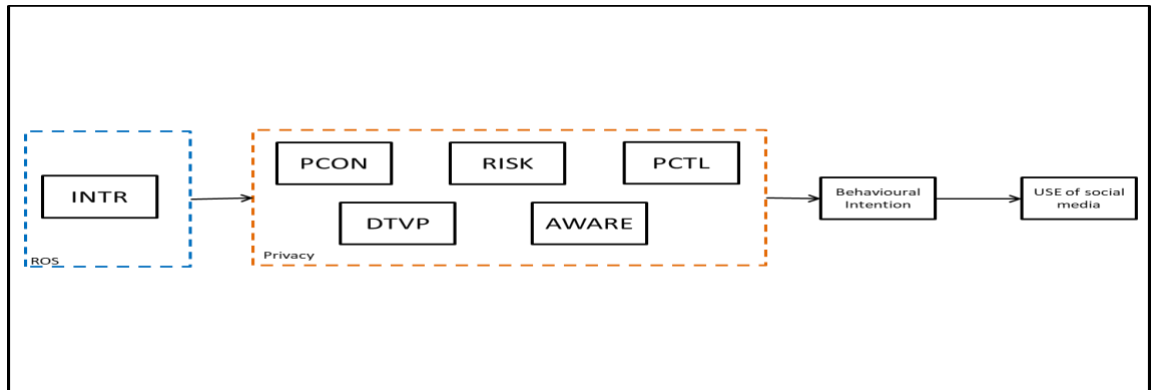 PCON
RISK
PCTL
INTR
Behavioural
Intention
USE of social
media
DTVP
AWARE
Privacy
ROS